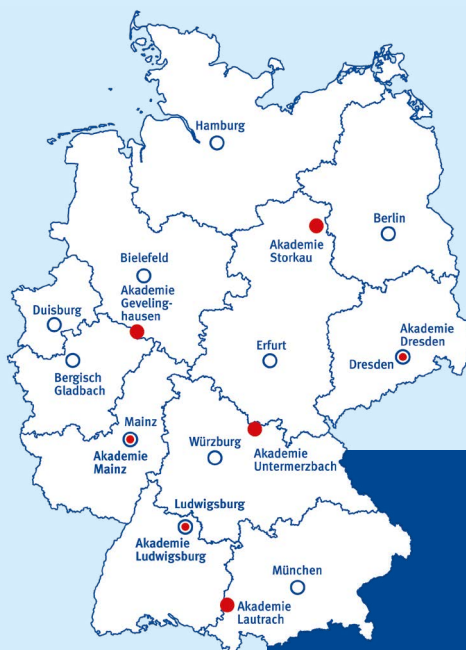 Hamburg
Berlin
Akademie
Storkau
Bielefeld
Akademie
Geveling-
hausen
Duisburg
Bergisch
Gladbach
Erfurt
Akademie
Dresden
Dresden
Mainz
Akademie
Mainz
Würzburg
Akademie
Untermerzbach
Ludwigsburg
Akademie
Ludwigsburg
München
Akademie
Lautrach